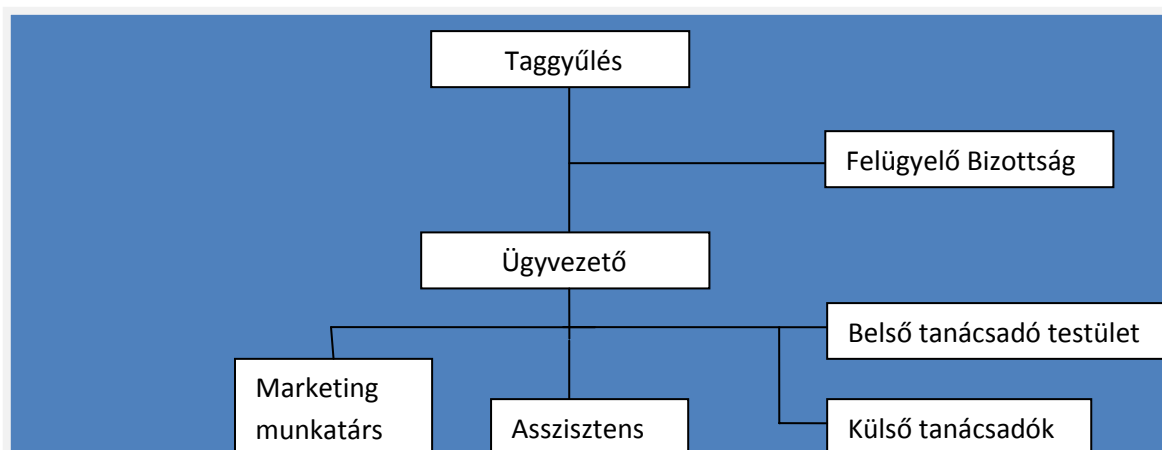 Taggyűlés
Felügyelő Bizottság
Ügyvezető
Belső tanácsadó testület
Marketing
munkatárs
Asszisztens
Külső tanácsadók